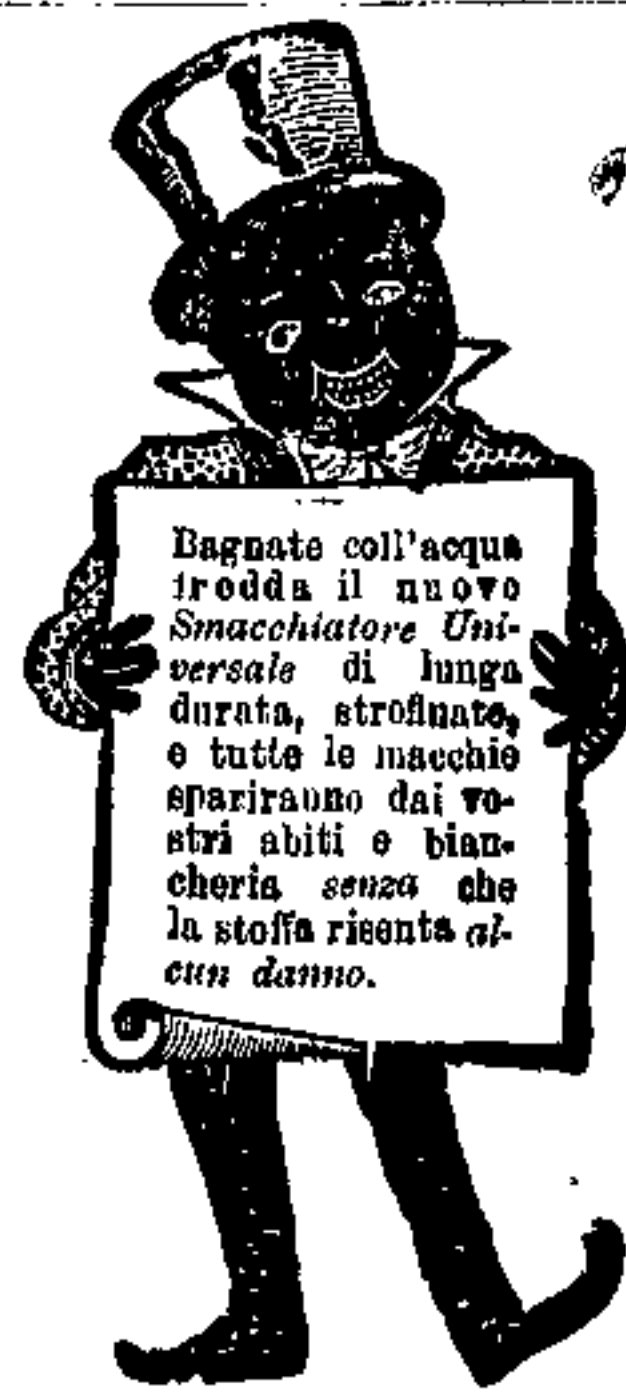 Bagnate coll'acqua
fredda il nuovo
Smacchiatore Uni-
versale di lunga
durata, strofinate,
e tutte le macchie
spariranno dai vo-
stri abiti e bian-
cheria senza che
la stoffa risenta al-
cun danno.